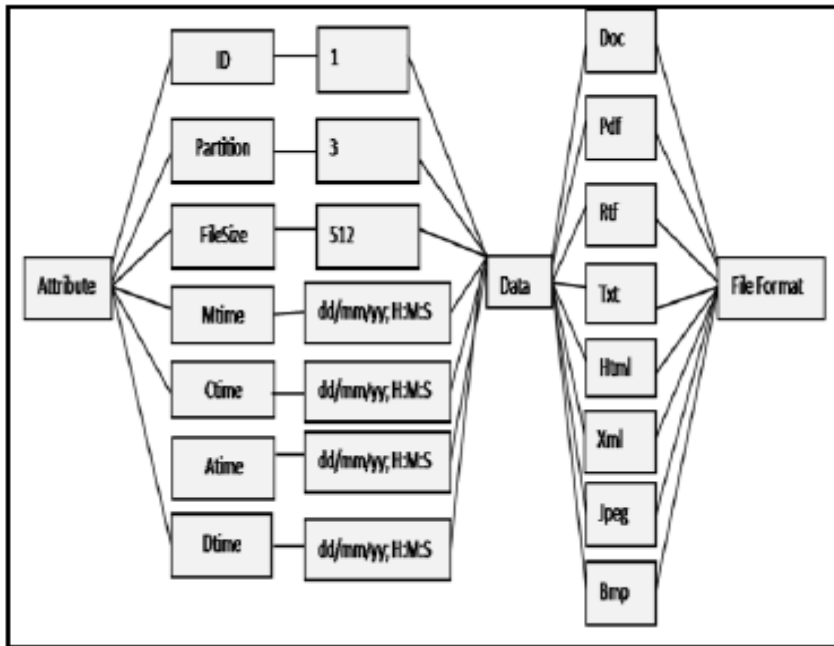 Attribute
ID
1
Partition
3
FileSize
512
Mtime
dd/mm/yy; H:M:S
Ctime
dd/mm/yy; H:M:S
Atime
dd/mm/yy; H:M:S
Dtime
dd/mm/yy; H:M:S
Data
Doc
Pdf
Rtf
Txt
Html
Xml
Jpeg
Bmp
File Format